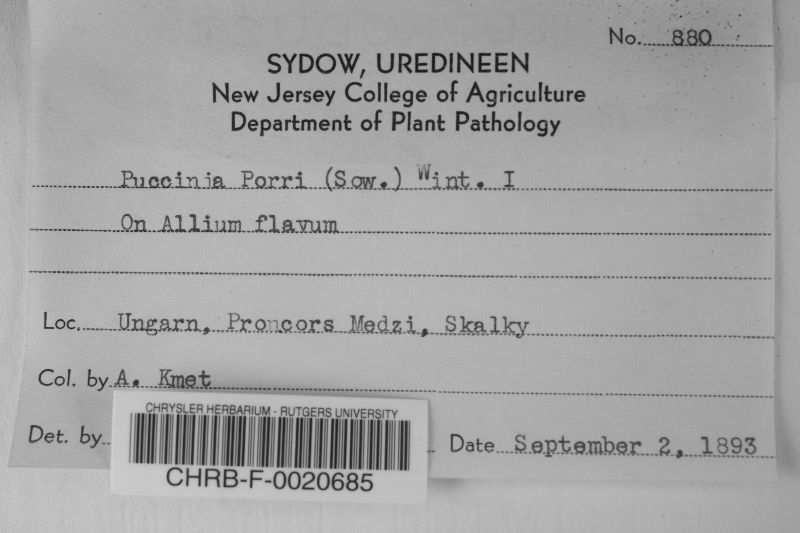 No. 880
SYDOW, UREDINEEN
New Jersey College of Agriculture
Department of Plant Pathology
Puccinia Porri (Sow.) Wint. I
On Allium flavum
Loc. Ungarn, Proncors Medzi, Skalky
Col. by A. Kmet
Det. by Date September 2, 1893
CHRYSLER HERBARIUM - RUTGERS UNIVERSITY
CHRB-F-0020685